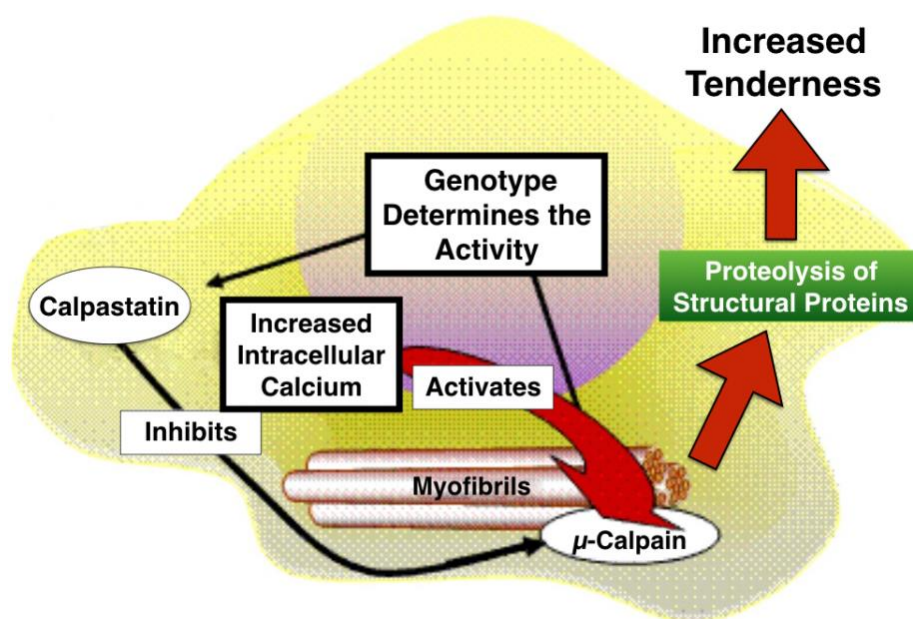 Increased
Tenderness
Genotype
Determines the
Activity
Proteolysis of
Structural Proteins
Calpastatin
Increased
Intracellular
Calcium
Activates
Inhibits
Myofibrils
μ-Calpain